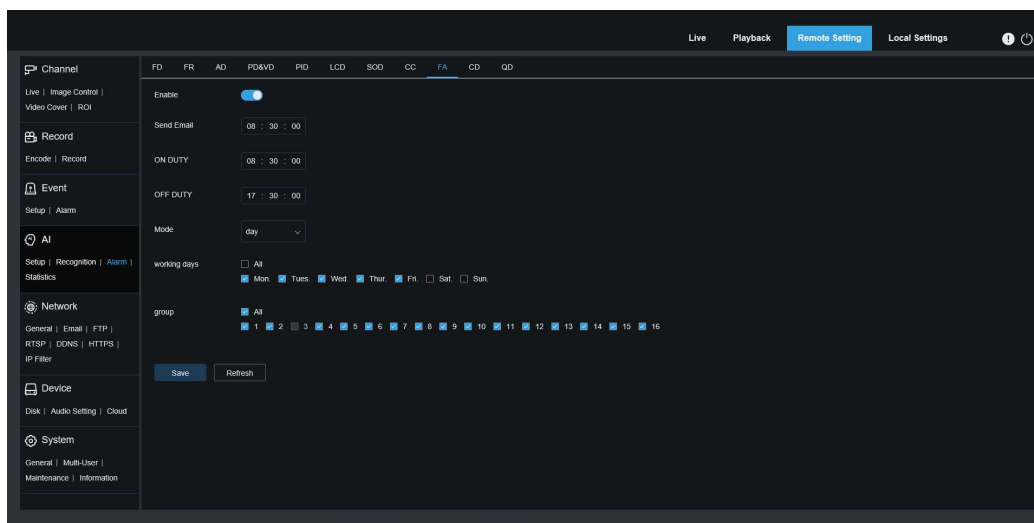 Live Playback Remote Setting Local Settings
Channel
Live | Image Control |
Video Cover | ROI
Record
Encode | Record
Event
Setup | Alarm
AI
Setup | Recognition | Alarm |
Statistics
Network
General | Email | FTP |
RTSP | DDNS | HTTPS |
IP Filter
Device
Disk | Audio Setting | Cloud
System
General | Multi-User |
Maintenance | Information
FD FR AD PD&VD PID LCD SOD CC FA CD QD
Enable
Send Email 08 : 30 : 00
ON DUTY 08 : 30 : 00
OFF DUTY 17 : 30 : 00
Mode day
working days All
Mon. Tues. Wed. Thur. Fri. Sat. Sun.
group All
1 2 3 4 5 6 7 8 9 10 11 12 13 14 15 16
Save Refresh